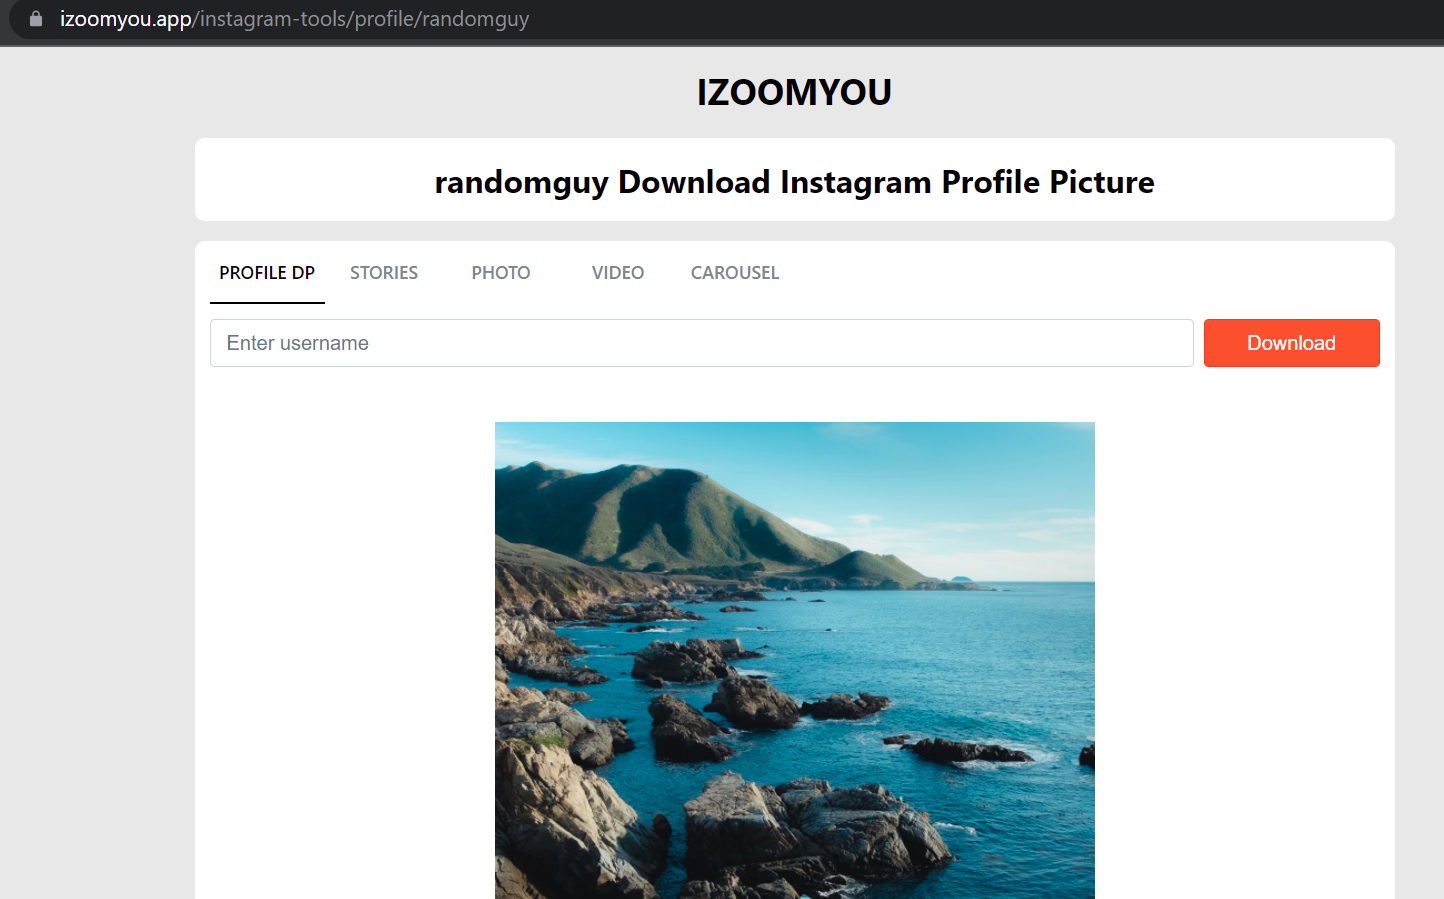 izoomyou.app/instagram-tools/profile/randomguy
IZOOMYOU
randomguy Download Instagram Profile Picture
PROFILE DP STORIES PHOTO VIDEO CAROUSEL
Enter username Download